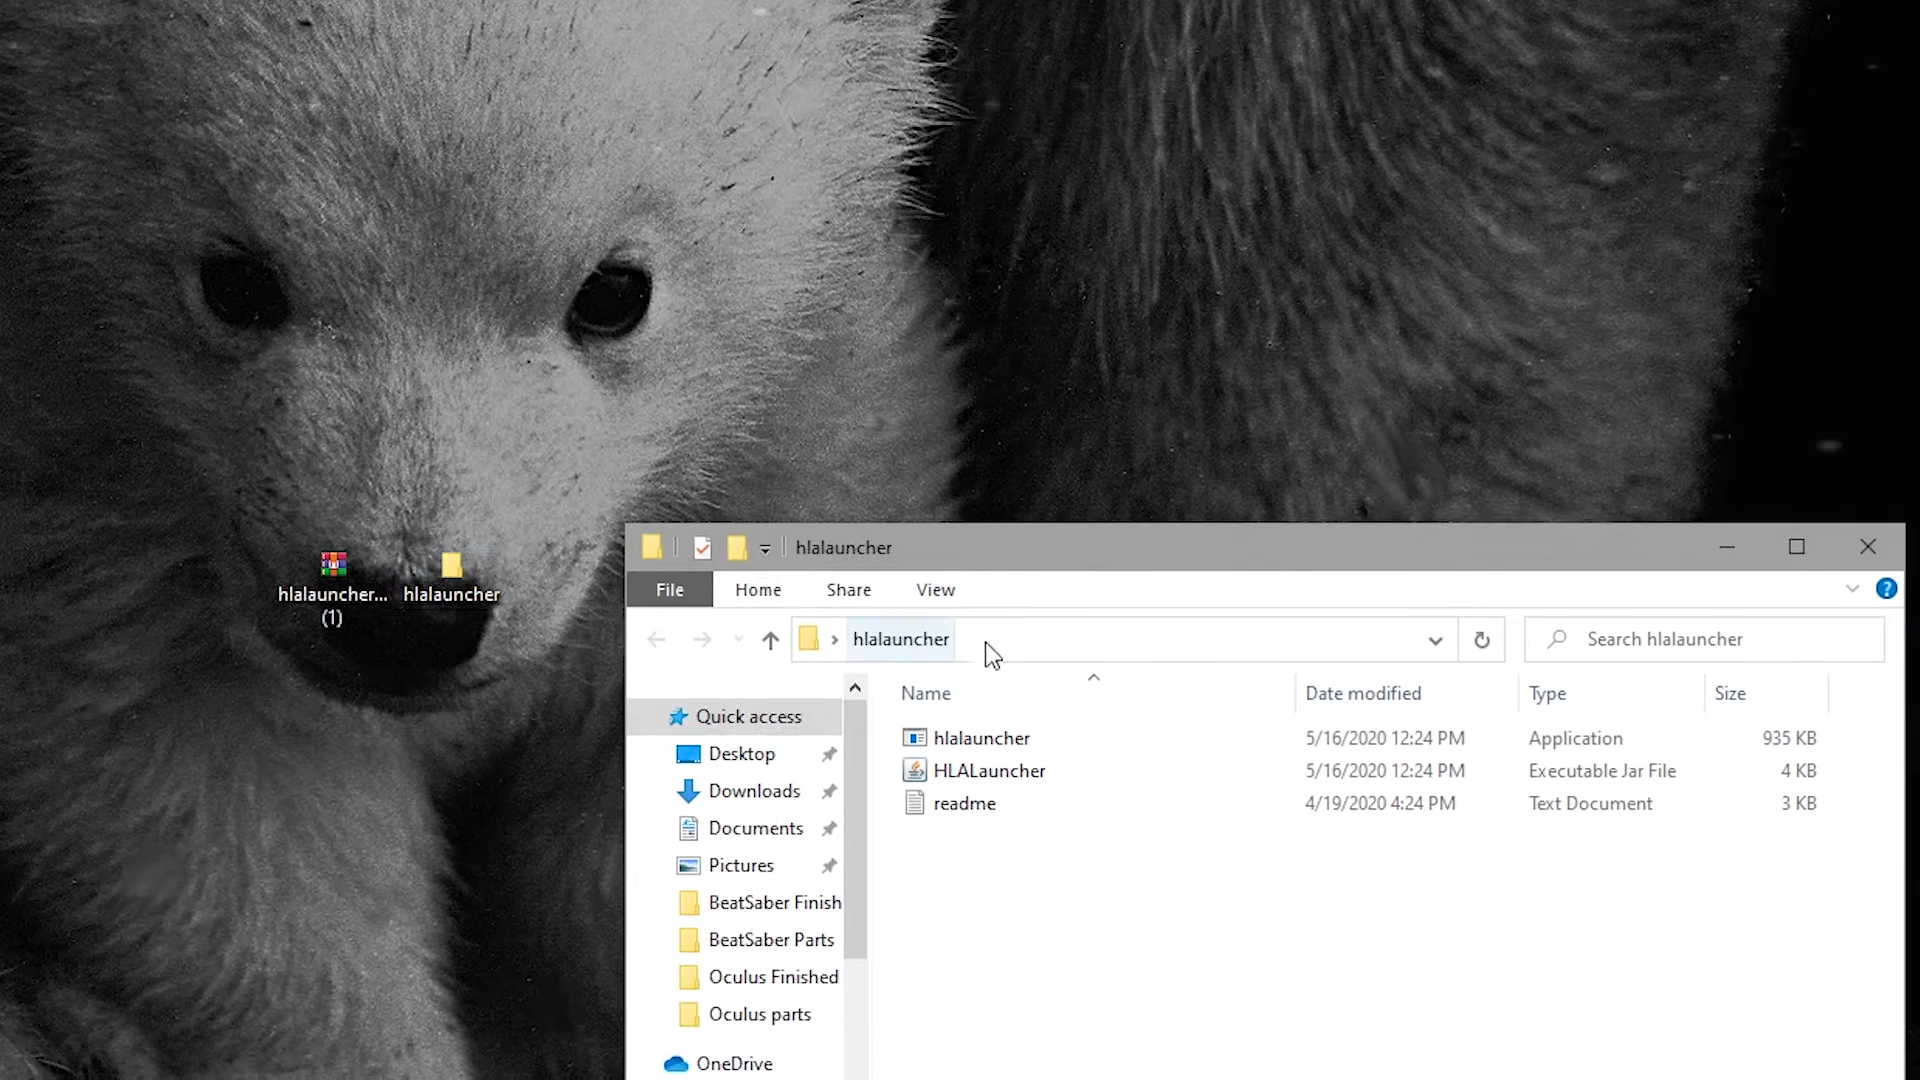 hlalauncher...
(1)
hlalauncher
hlalauncher
File Home Share View
hlalauncher
Search hlalauncher
Quick access
Desktop
Downloads
Documents
Pictures
BeatSaber Finish
BeatSaber Parts
Oculus Finished
Oculus parts
OneDrive
Name Date modified Type Size
hlalauncher 5/16/2020 12:24 PM Application 935 KB
HLALauncher 5/16/2020 12:24 PM Executable Jar File 4 KB
readme 4/19/2020 4:24 PM Text Document 3 KB